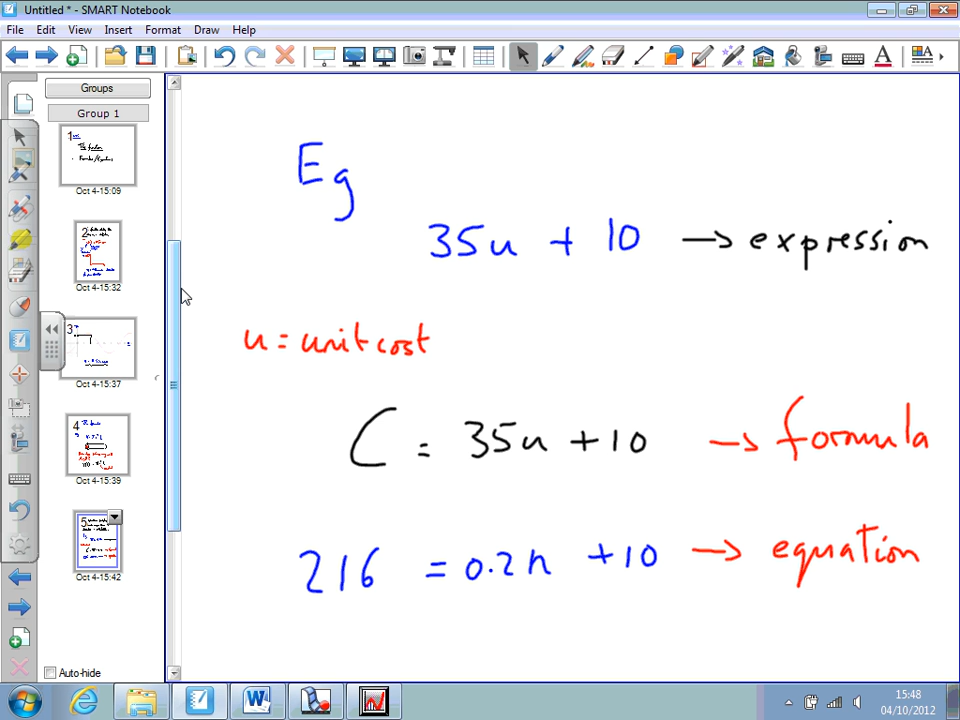 Untitled * - SMART Notebook
File Edit View Insert Format Draw Help
Groups
Group 1
Oct 4-15:09
Oct 4-15:32
Oct 4-15:37
Oct 4-15:39
Oct 4-15:42
Auto-hide
Eg
35u + 10 → expression
u = unit cost
C = 35u + 10 → formula
216 = 0.2n + 10 → equation
15:48
04/10/2012